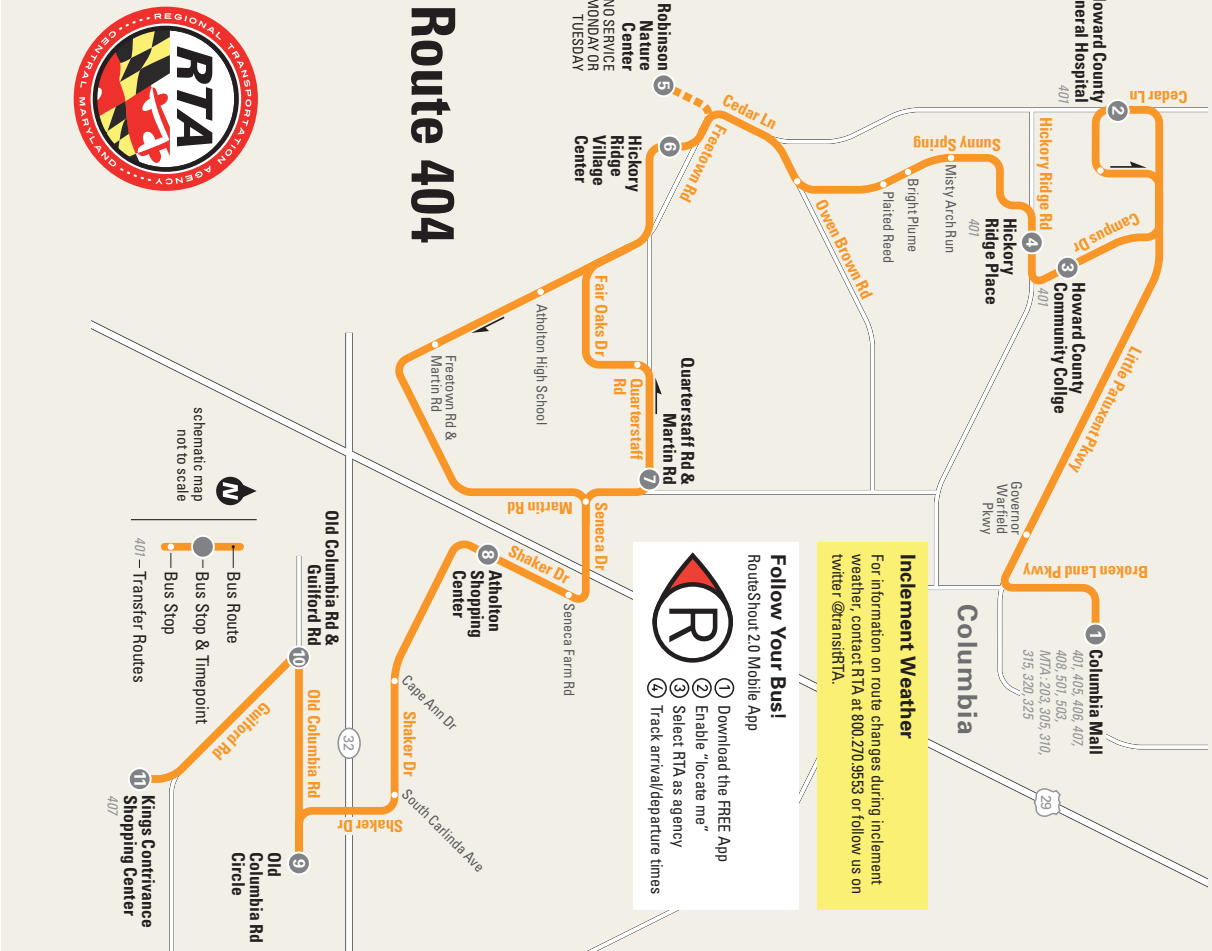 Route 404
REGIONAL TRANSPORTATION AGENCY
CENTRAL MARYLAND
RTA
1
Columbia Mall
401, 405, 406, 407,
408, 501, 503,
MTA: 203, 305, 310,
315, 320, 325
Broken Land Pkwy
Governor
Warfield
Pkwy
Little Patuxent Pkwy
Cedar Ln
2
Howard County
General Hospital
401
Campus Dr
3
Howard County
Community Collge
401
Hickory Ridge Rd
4
Hickory
Ridge Place
401
Sunny Spring
Misty Arch Run
Bright Plume
Plaited Reed
Owen Brown Rd
Cedar Ln
5
Robinson
Nature
Center
NO SERVICE
MONDAY OR
TUESDAY
Freetown Rd
6
Hickory
Ridge
Village
Center
Fair Oaks Dr
Quarterstaff
Rd
7
Quarterstaff Rd &
Martin Rd
Atholton High School
Freetown Rd &
Martin Rd
Martin Rd
Seneca Dr
Seneca Farm Rd
Shaker Dr
8
Atholton
Shopping
Center
Cape Ann Dr
Shaker Dr
South Carlinda Ave
Shaker Dr
32
29
Columbia
9
Old
Columbia Rd
Circle
Old Columbia Rd
10
Old Columbia Rd &
Guilford Rd
Guilford Rd
11
Kings Contrivance
Shopping Center
407
Inclement Weather
For information on route changes during inclement
weather, contact RTA at 800.270.9553 or follow us on
twitter @transitRTA.
Follow Your Bus!
RouteShout 2.0 Mobile App
R
1 Download the FREE App
2 Enable “locate me”
3 Select RTA as agency
4 Track arrival/departure times
N
schematic map
not to scale
Bus Route
Bus Stop & Timepoint
Bus Stop
401 – Transfer Routes